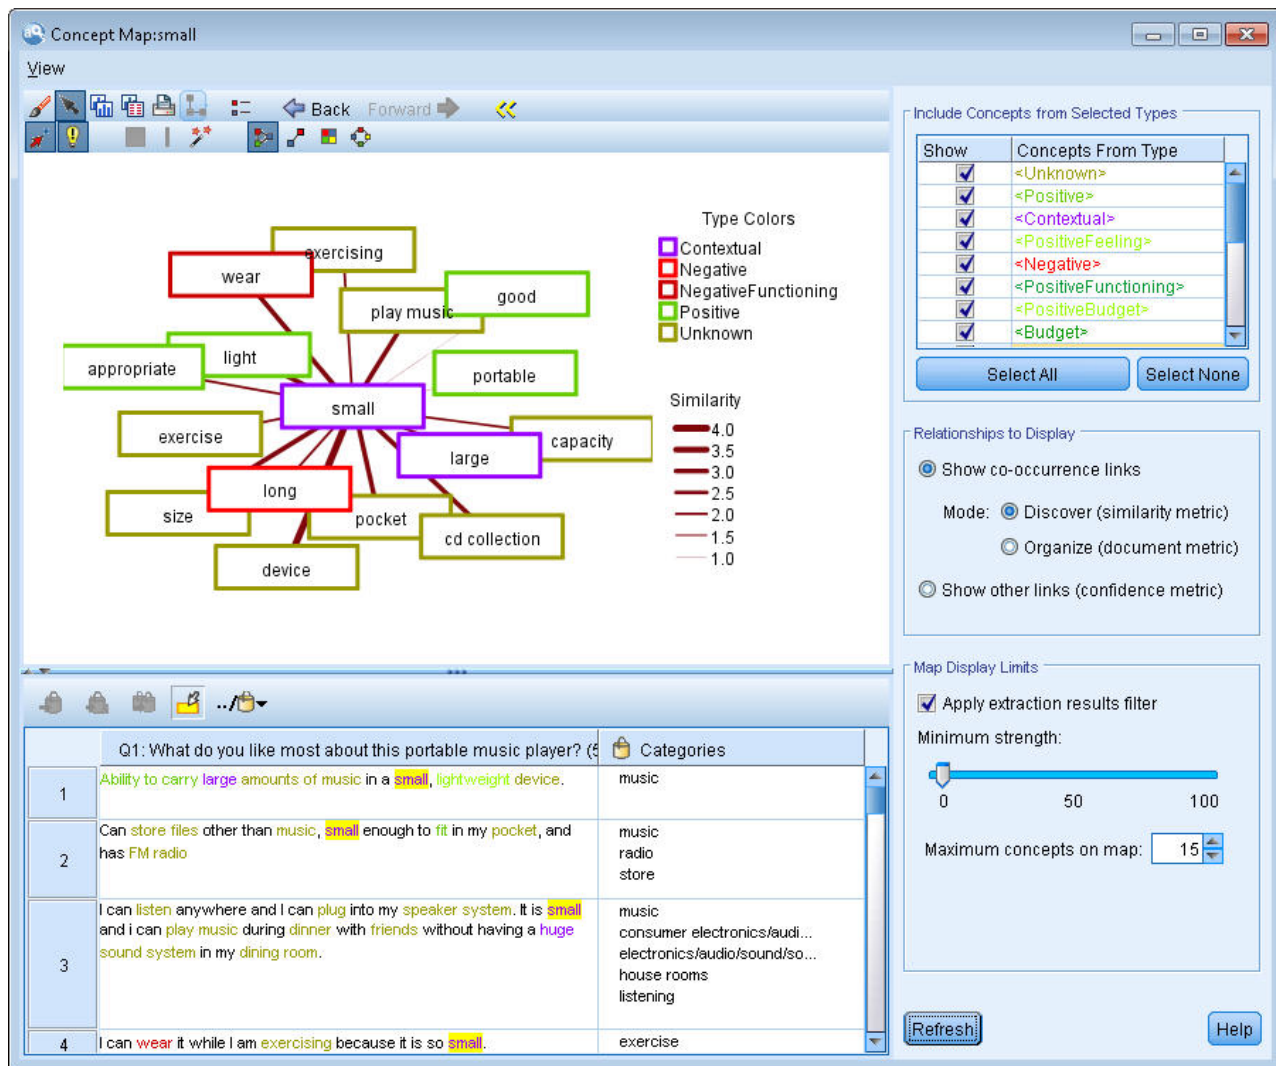 Concept Map:small
View
Back Forward
exercising
wear
good
play music
light
appropriate
portable
small
exercise
capacity
large
long
size
pocket
cd collection
device
Type Colors
Contextual
Negative
NegativeFunctioning
Positive
Unknown
Similarity
4.0
3.5
3.0
2.5
2.0
1.5
1.0
Include Concepts from Selected Types
Show Concepts From Type
<Unknown>
<Positive>
<Contextual>
<PositiveFeeling>
<Negative>
<PositiveFunctioning>
<PositiveBudget>
<Budget>
Select All Select None
Relationships to Display
Show co-occurrence links
Mode: Discover (similarity metric)
Organize (document metric)
Show other links (confidence metric)
Map Display Limits
Apply extraction results filter
Minimum strength:
0 50 100
Maximum concepts on map: 15
Refresh Help
../
Q1: What do you like most about this portable music player? (5 Categories
1
Ability to carry large amounts of music in a small, lightweight device.
music
2
Can store files other than music, small enough to fit in my pocket, and
has FM radio
music
radio
store
3
I can listen anywhere and I can plug into my speaker system. It is small
and i can play music during dinner with friends without having a huge
sound system in my dining room.
music
consumer electronics/audi...
electronics/audio/sound/so...
house rooms
listening
4
I can wear it while I am exercising because it is so small.
exercise